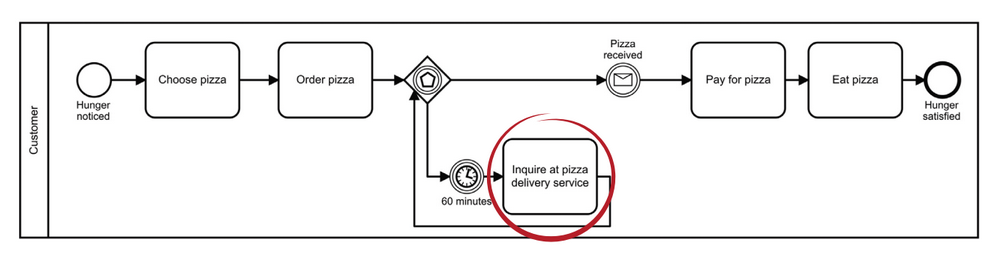 Customer
Hunger
noticed
Choose pizza
Order pizza
Pizza
received
Pay for pizza
Eat pizza
Hunger
satisfied
60 minutes
Inquire at pizza
delivery service